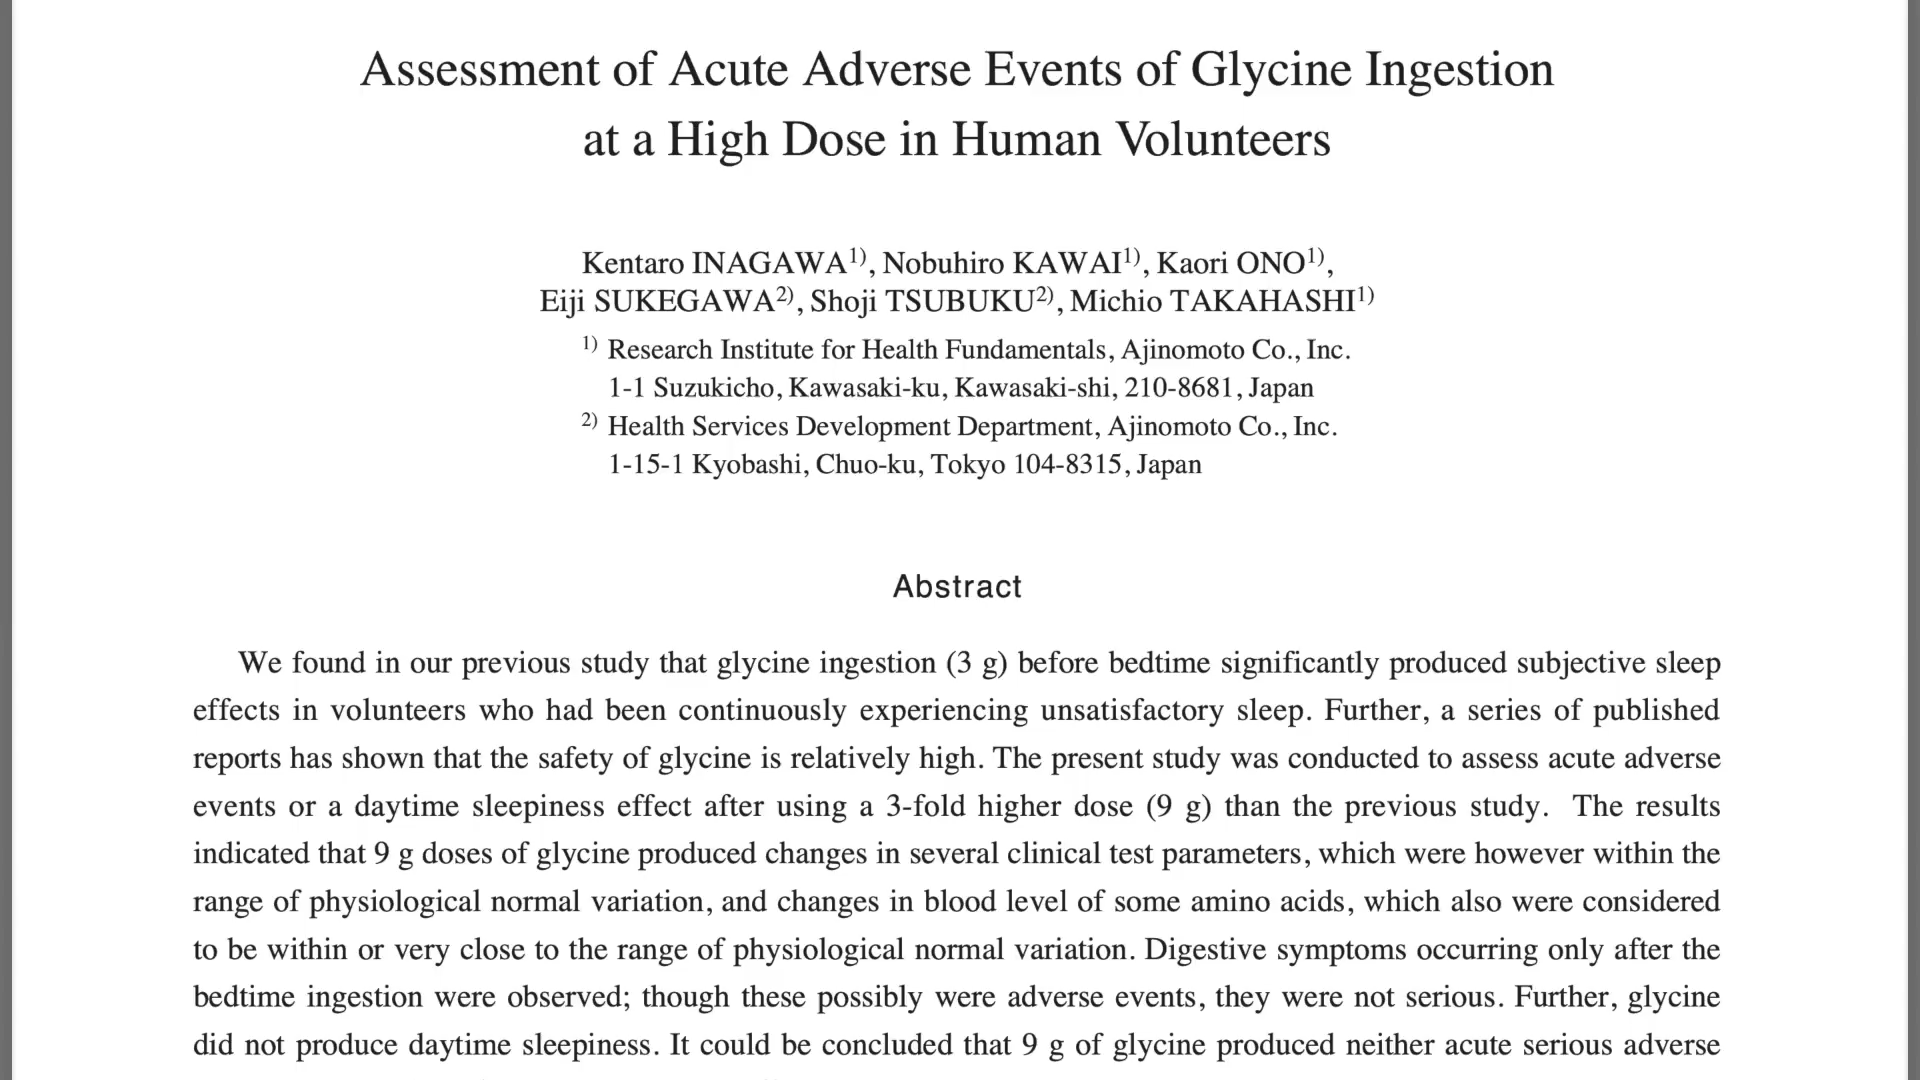 Assessment of Acute Adverse Events of Glycine Ingestion
at a High Dose in Human Volunteers
Kentaro INAGAWA1), Nobuhiro KAWAI1), Kaori ONO1),
Eiji SUKEGAWA2), Shoji TSUBUKU2), Michio TAKAHASHI1)
1) Research Institute for Health Fundamentals, Ajinomoto Co., Inc.
1-1 Suzukicho, Kawasaki-ku, Kawasaki-shi, 210-8681, Japan
2) Health Services Development Department, Ajinomoto Co., Inc.
1-15-1 Kyobashi, Chuo-ku, Tokyo 104-8315, Japan
Abstract
We found in our previous study that glycine ingestion (3 g) before bedtime significantly produced subjective sleep
effects in volunteers who had been continuously experiencing unsatisfactory sleep. Further, a series of published
reports has shown that the safety of glycine is relatively high. The present study was conducted to assess acute adverse
events or a daytime sleepiness effect after using a 3-fold higher dose (9 g) than the previous study. The results
indicated that 9 g doses of glycine produced changes in several clinical test parameters, which were however within the
range of physiological normal variation, and changes in blood level of some amino acids, which also were considered
to be within or very close to the range of physiological normal variation. Digestive symptoms occurring only after the
bedtime ingestion were observed; though these possibly were adverse events, they were not serious. Further, glycine
did not produce daytime sleepiness. It could be concluded that 9 g of glycine produced neither acute serious adverse